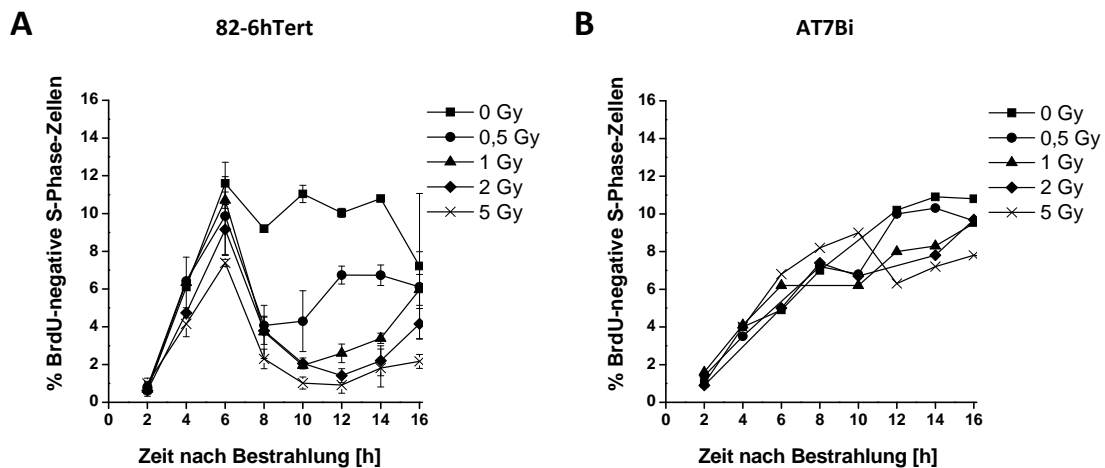 A
82-6hTert
% BrdU-negative S-Phase-Zellen
16
14
12
10
8
6
4
2
0
0 2 4 6 8 10 12 14 16
Zeit nach Bestrahlung [h]
0 Gy
0,5 Gy
1 Gy
2 Gy
5 Gy
B
AT7Bi
% BrdU-negative S-Phase-Zellen
16
14
12
10
8
6
4
2
0
0 2 4 6 8 10 12 14 16
Zeit nach Bestrahlung [h]
0 Gy
0,5 Gy
1 Gy
2 Gy
5 Gy